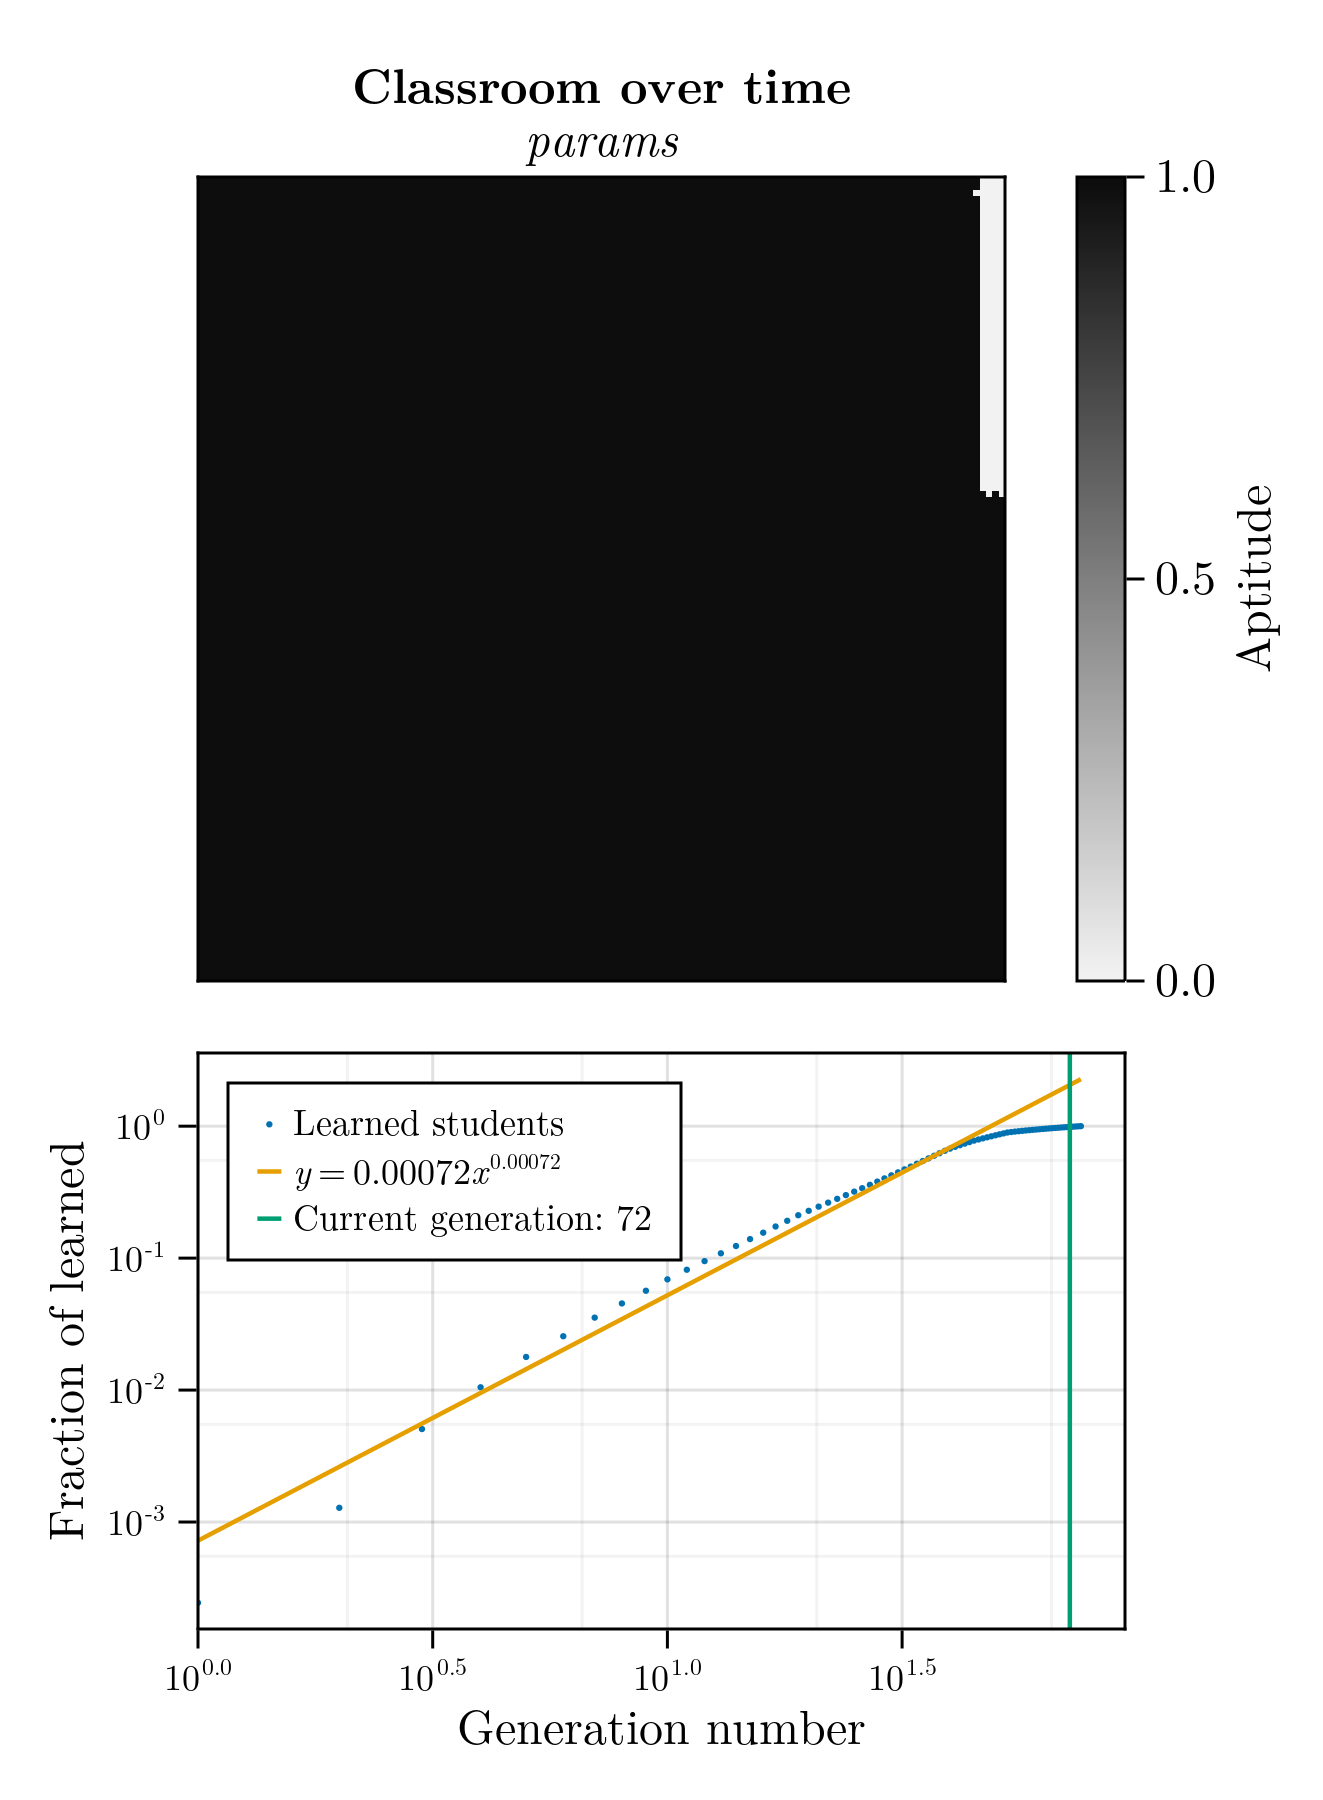 Classroom over time
params
1.0
0.5
0.0
Aptitude
Fraction of learned
10^0
10^-1
10^-2
10^-3
Learned students
y = 0.00072x^0.00072
Current generation: 72
10^0.0 10^0.5 10^1.0 10^1.5
Generation number